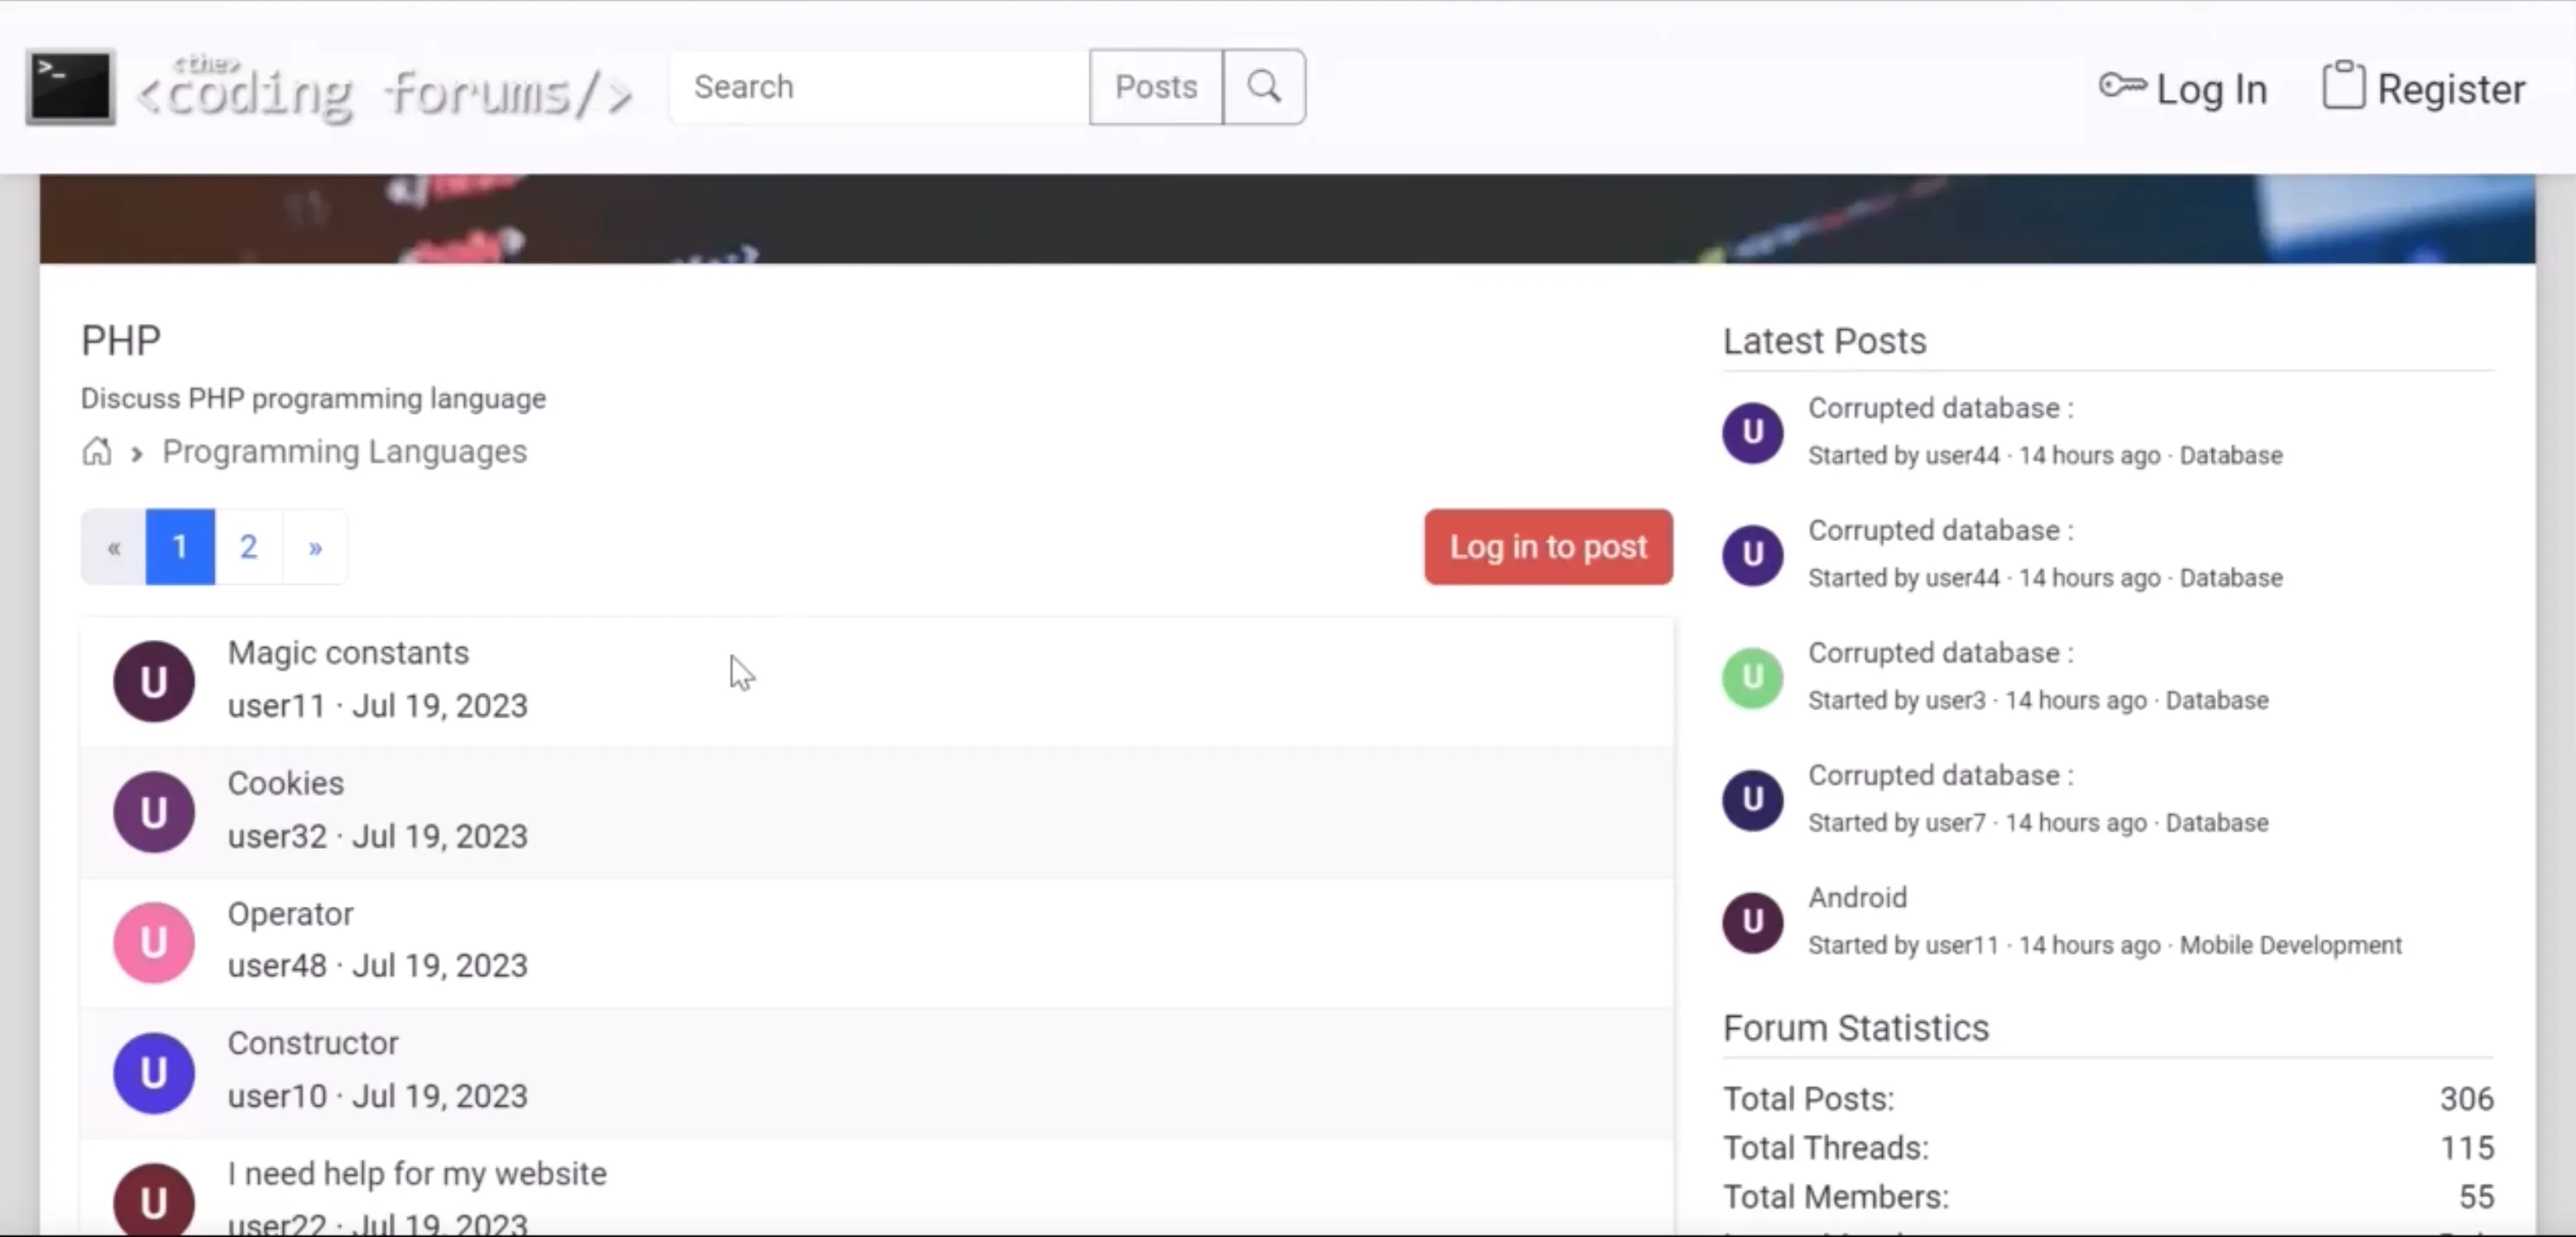 >_
<the>
<coding forums/>
Search
Posts
Log In
Register
PHP
Discuss PHP programming language
› Programming Languages
« 1 2 »
Log in to post
U
Magic constants
user11 · Jul 19, 2023
U
Cookies
user32 · Jul 19, 2023
U
Operator
user48 · Jul 19, 2023
U
Constructor
user10 · Jul 19, 2023
U
I need help for my website
user22 · Jul 19, 2023
Latest Posts
U
Corrupted database :
Started by user44 · 14 hours ago · Database
U
Corrupted database :
Started by user44 · 14 hours ago · Database
U
Corrupted database :
Started by user3 · 14 hours ago · Database
U
Corrupted database :
Started by user7 · 14 hours ago · Database
U
Android
Started by user11 · 14 hours ago · Mobile Development
Forum Statistics
Total Posts: 306
Total Threads: 115
Total Members: 55